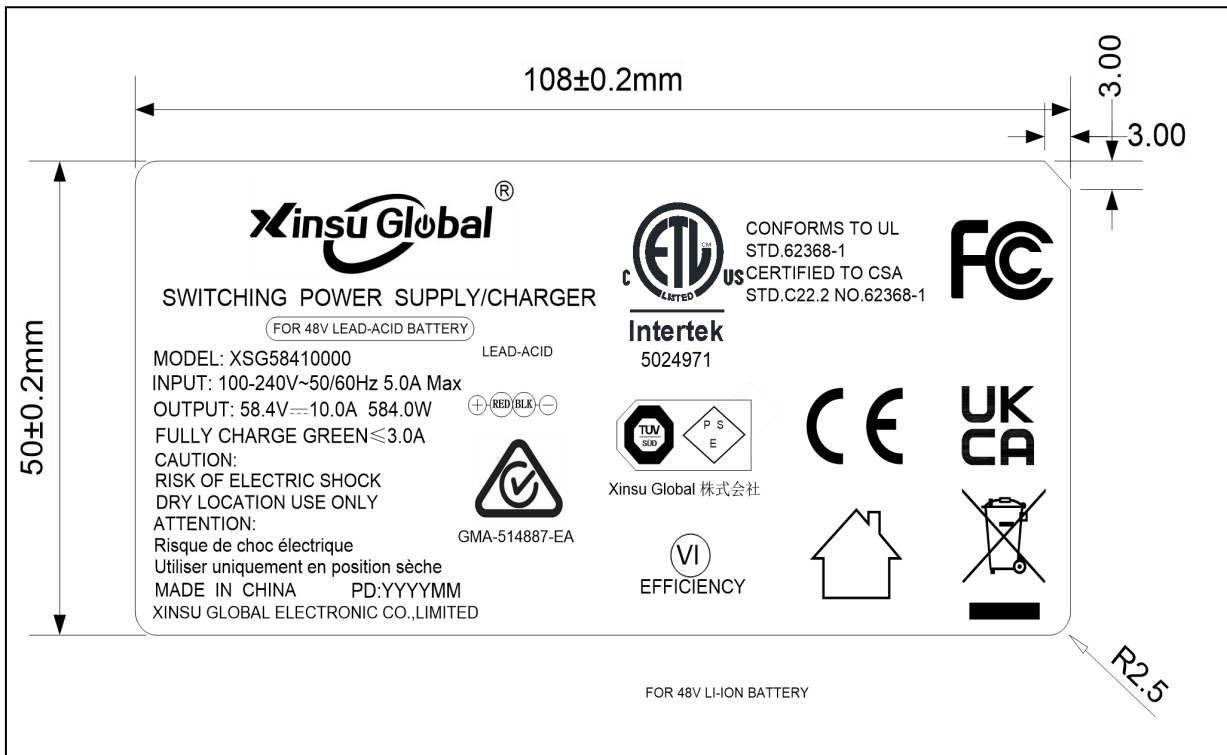 108±0.2mm
3.00
3.00
50±0.2mm
Xinsu Global ®
SWITCHING POWER SUPPLY/CHARGER
FOR 48V LEAD-ACID BATTERY
LEAD-ACID
MODEL: XSG58410000
INPUT: 100-240V~50/60Hz 5.0A Max
OUTPUT: 58.4V⎓10.0A 584.0W
+ RED BLK -
FULLY CHARGE GREEN≤3.0A
CAUTION:
RISK OF ELECTRIC SHOCK
DRY LOCATION USE ONLY
ATTENTION:
Risque de choc électrique
Utiliser uniquement en position sèche
MADE IN CHINA PD:YYYYMM
XINSU GLOBAL ELECTRONIC CO.,LIMITED
GMA-514887-EA
C ETL CM US
LISTED
Intertek
5024971
CONFORMS TO UL
STD.62368-1
CERTIFIED TO CSA
STD.C22.2 NO.62368-1
FC
TUV
SÜD
P S
E
Xinsu Global 株式会社
CE
UK
CA
VI
EFFICIENCY
R2.5
FOR 48V LI-ION BATTERY